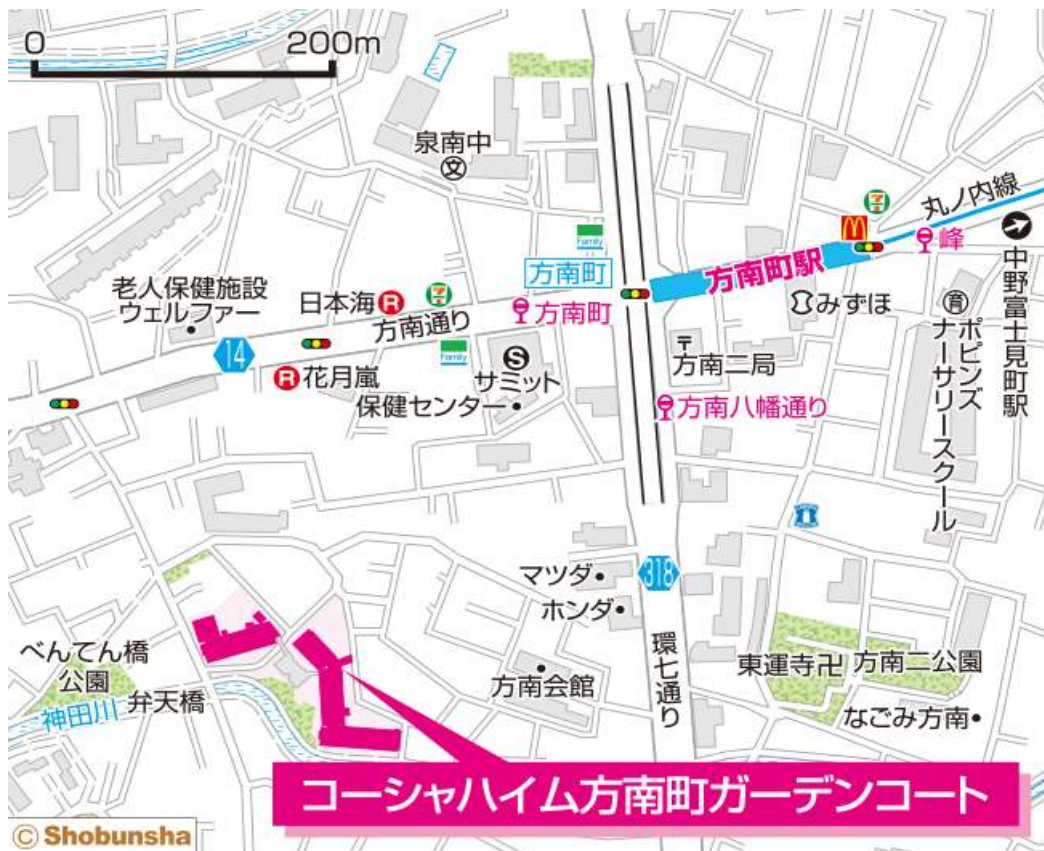 0
200m
泉南中
文
丸ノ内線
峰
Family
方南町
方南町駅
中野富士見町駅
老人保健施設
ウェルファー
日本海
R
方南通り
方南町
みずほ
育
ポピンズ
ナーサリースクール
14
Family
S
サミット
〒
方南二局
R
花月嵐
保健センター
方南八幡通り
マツダ
318
ホンダ
環七通り
べんてん橋
公園
弁天橋
神田川
方南会館
東運寺卍
方南二公園
なごみ方南
コーシャハイム方南町ガーデンコート
© Shobunsha